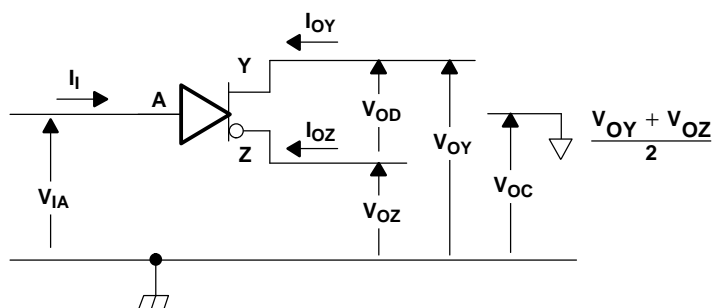 I_OY
I_I
A
Y
Z
I_OZ
V_OD
V_OY
V_OZ
V_IA
V_OC
V_OY + V_OZ
2